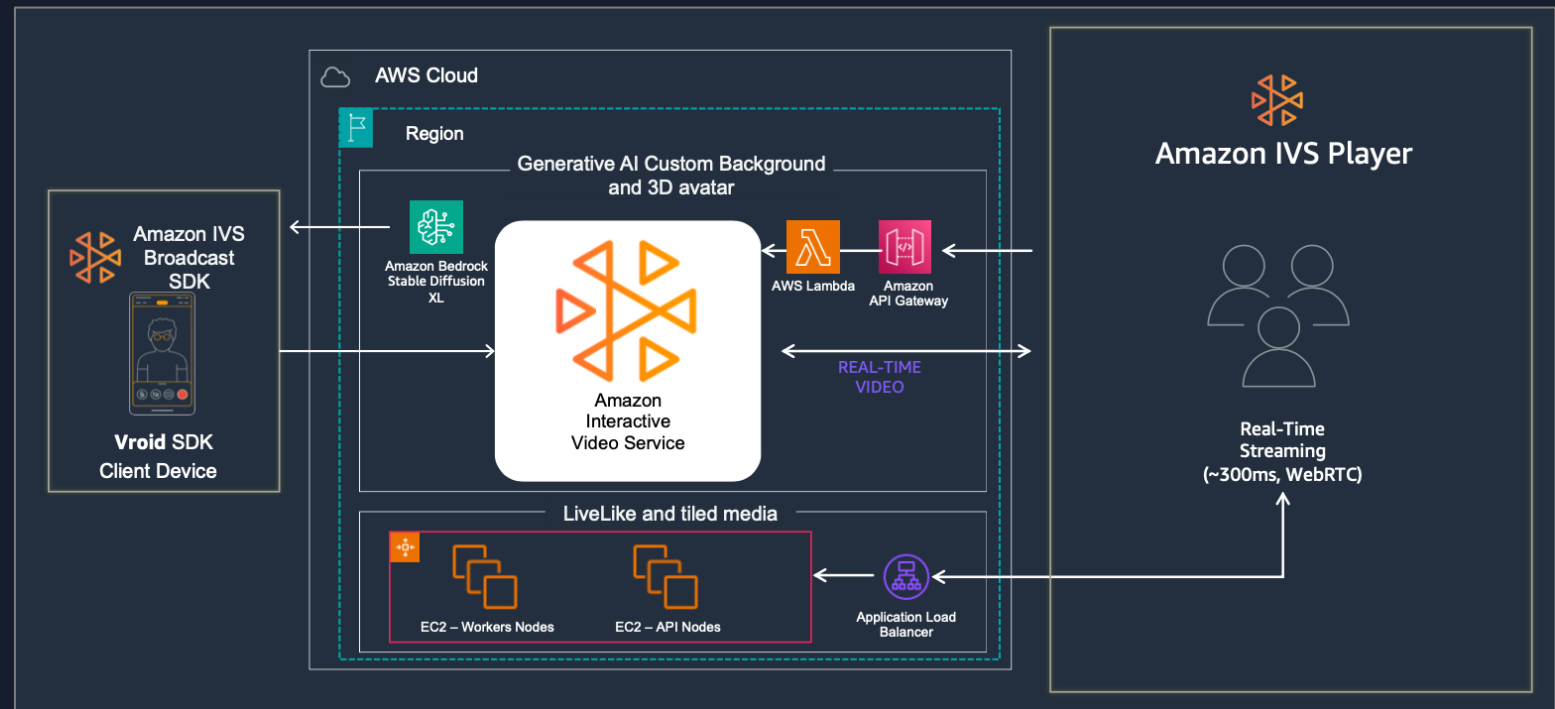 AWS Cloud
Region
Generative AI Custom Background
and 3D avatar
Amazon IVS
Broadcast
SDK
Vroid SDK
Client Device
Amazon Bedrock
Stable Diffusion
XL
Amazon
Interactive
Video Service
AWS Lambda
Amazon
API Gateway
REAL-TIME
VIDEO
LiveLike and tiled media
EC2 – Workers Nodes
EC2 – API Nodes
Application Load
Balancer
Amazon IVS Player
Real-Time
Streaming
(~300ms, WebRTC)